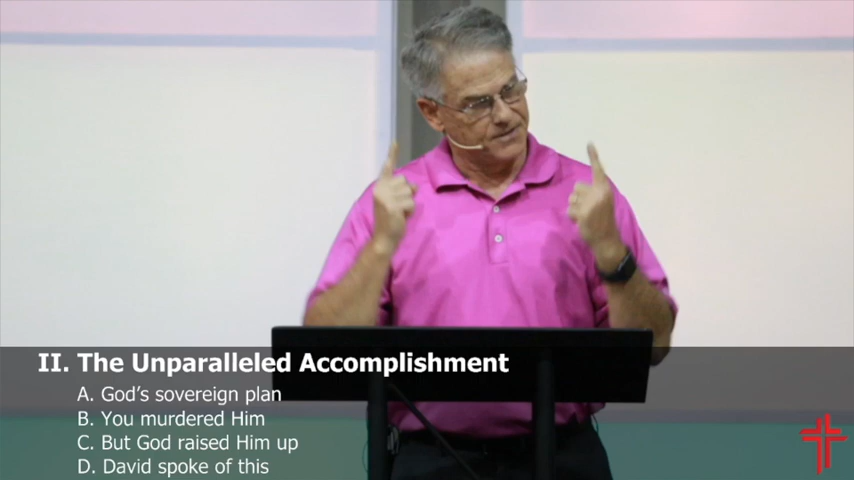 II. The Unparalleled Accomplishment
A. God's sovereign plan
B. You murdered Him
C. But God raised Him up
D. David spoke of this